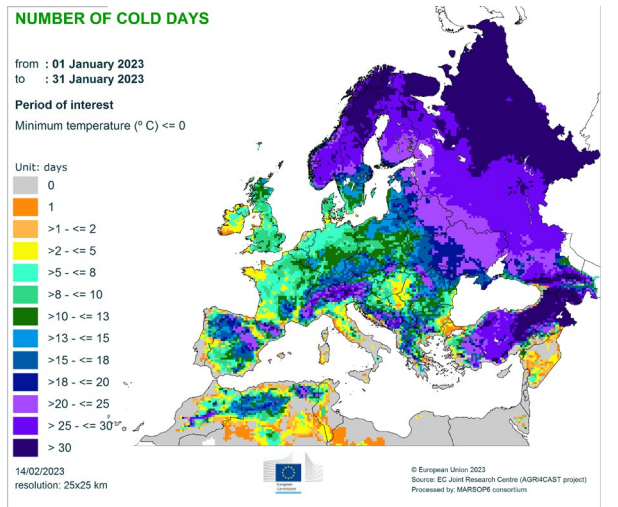 NUMBER OF COLD DAYS
from : 01 January 2023
to : 31 January 2023
Period of interest
Minimum temperature (º C) <= 0
Unit: days
0
1
>1 - <= 2
>2 - <= 5
>5 - <= 8
>8 - <= 10
>10 - <= 13
>13 - <= 15
>15 - <= 18
>18 - <= 20
>20 - <= 25
> 25 - <= 30
> 30
14/02/2023
resolution: 25x25 km
European
Commission
© European Union 2023
Source: EC Joint Research Centre (AGRI4CAST project)
Processed by: MARSOP6 consortium